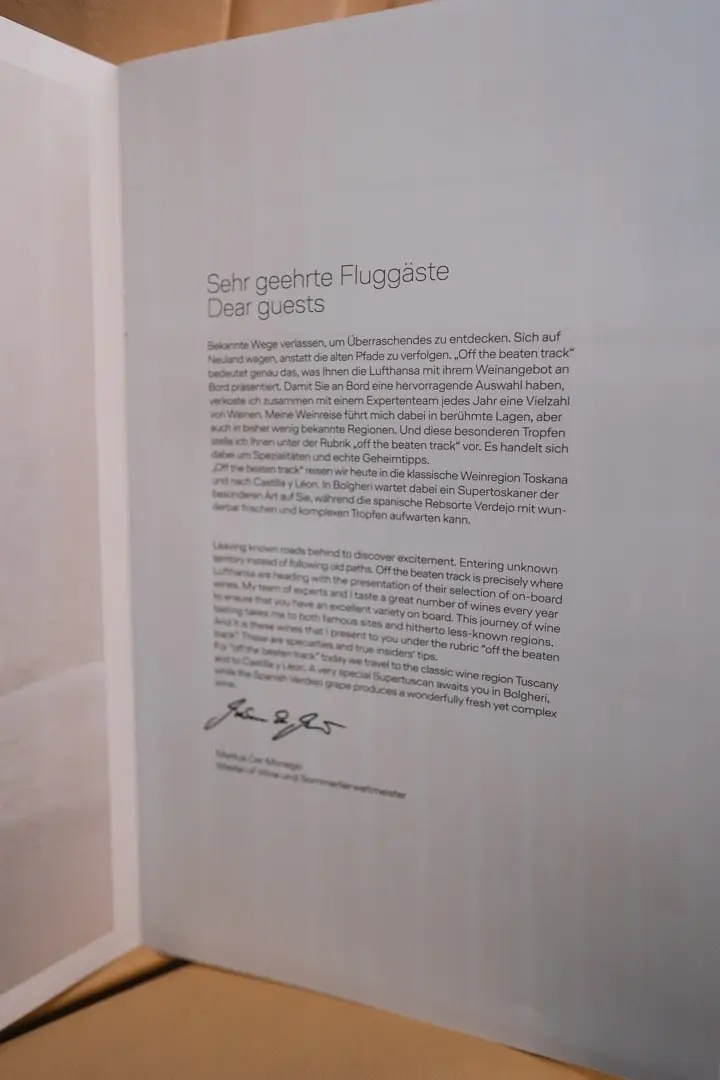 Sehr geehrte Fluggäste
Dear guests
Bekannte Wege verlassen, um Überraschendes zu entdecken. Sich auf
Neuland wagen, anstatt die alten Pfade zu verfolgen. „Off the beaten track“
bedeutet genau das, was Ihnen die Lufthansa mit ihrem Weinangebot an
Bord präsentiert. Damit Sie an Bord eine hervorragende Auswahl haben,
verkoste ich zusammen mit einem Expertenteam jedes Jahr eine Vielzahl
von Weinen. Meine Weinreise führt mich dabei in berühmte Lagen, aber
auch in bisher wenig bekannte Regionen. Und diese besonderen Tropfen
stelle ich Ihnen unter der Rubrik „off the beaten track“ vor. Es handelt sich
dabei um Spezialitäten und echte Geheimtipps.
„Off the beaten track“ reisen wir heute in die klassische Weinregion Toskana
und nach Castilla y Léon. In Bolgheri wartet dabei ein Supertoskaner der
besonderen Art auf Sie, während die spanische Rebsorte Verdejo mit wun-
derbar frischen und komplexen Tropfen aufwarten kann.
Leaving known roads behind to discover excitement. Entering unknown
territory instead of following old paths. Off the beaten track is precisely where
Lufthansa are heading with the presentation of their selection of on-board
wines. My team of experts and I taste a great number of wines every year
to ensure that you have an excellent variety on board. This journey of wine
tasting takes me to both famous sites and hitherto less-known regions.
And it is these wines that I present to you under the rubric “off the beaten
track”. These are specialties and true insiders’ tips.
For “off the beaten track” today we travel to the classic wine region Tuscany
and to Castilla y Léon. A very special Supertuscan awaits you in Bolgheri,
while the Spanish Verdejo grape produces a wonderfully fresh yet complex
wine.
Markus Del Monego
Master of Wine und Sommelierweltmeister